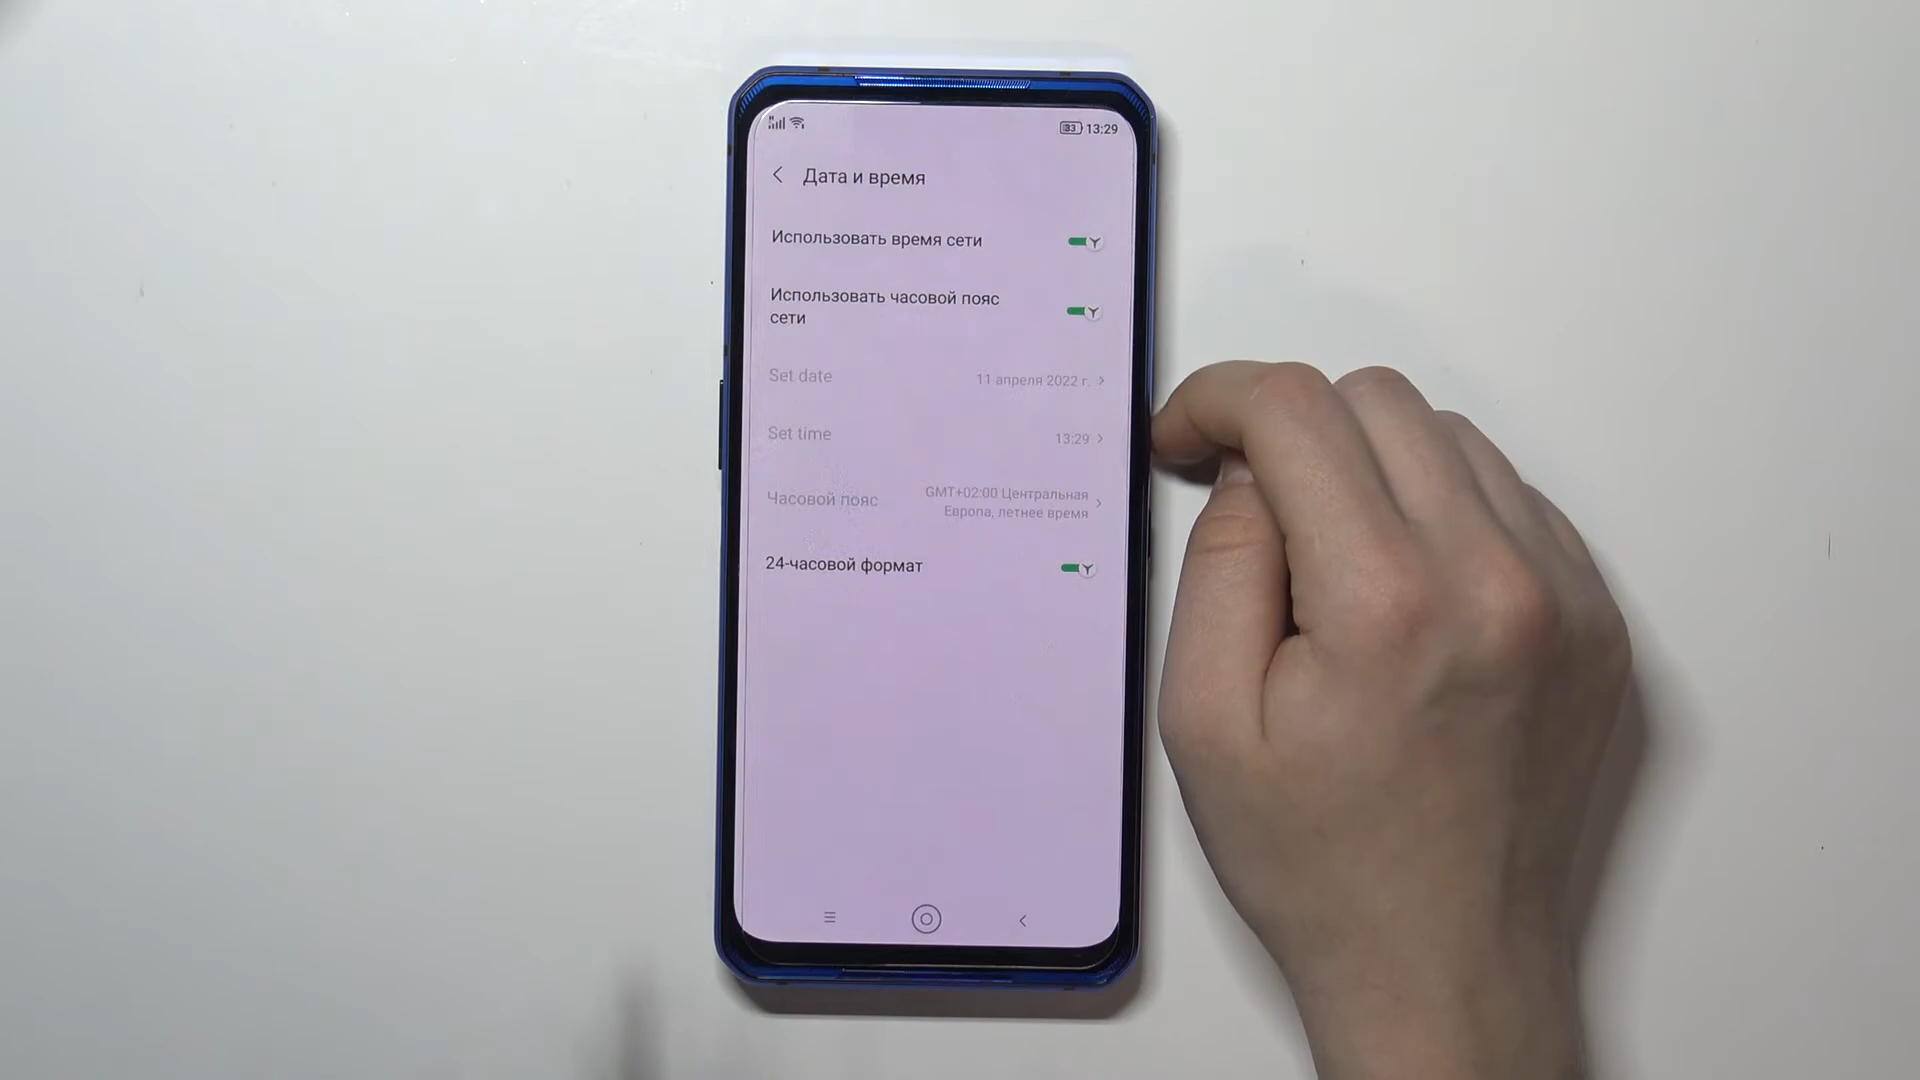 33 13:29
Дата и время
Использовать время сети
Использовать часовой пояс
сети
Set date 11 апреля 2022 г.
Set time 13:29
Часовой пояс GMT+02:00 Центральная
Европа, летнее время
24-часовой формат